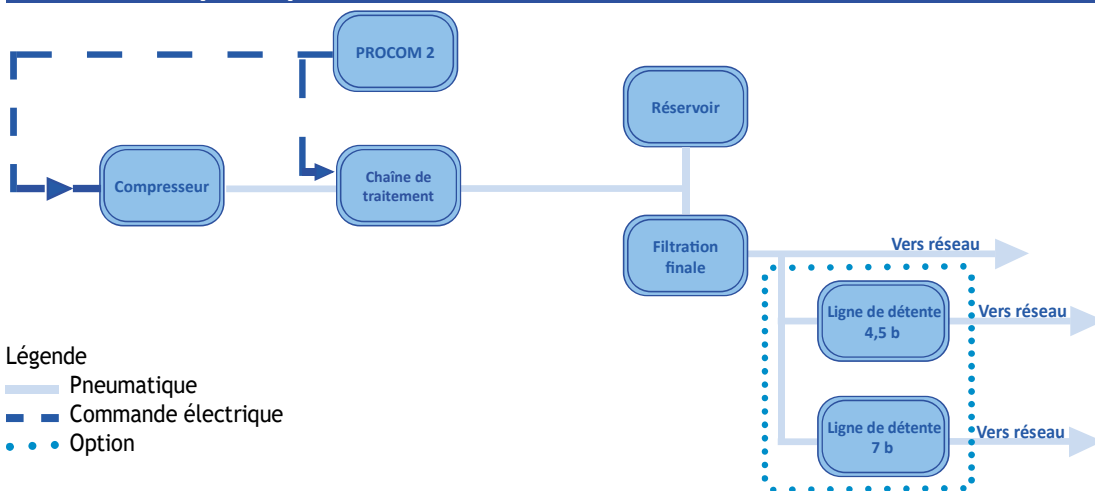 PROCOM 2
Réservoir
Compresseur
Chaîne de
traitement
Filtration
finale
Vers réseau
Ligne de détente
4,5 b
Vers réseau
Ligne de détente
7 b
Vers réseau
Légende
Pneumatique
Commande électrique
Option